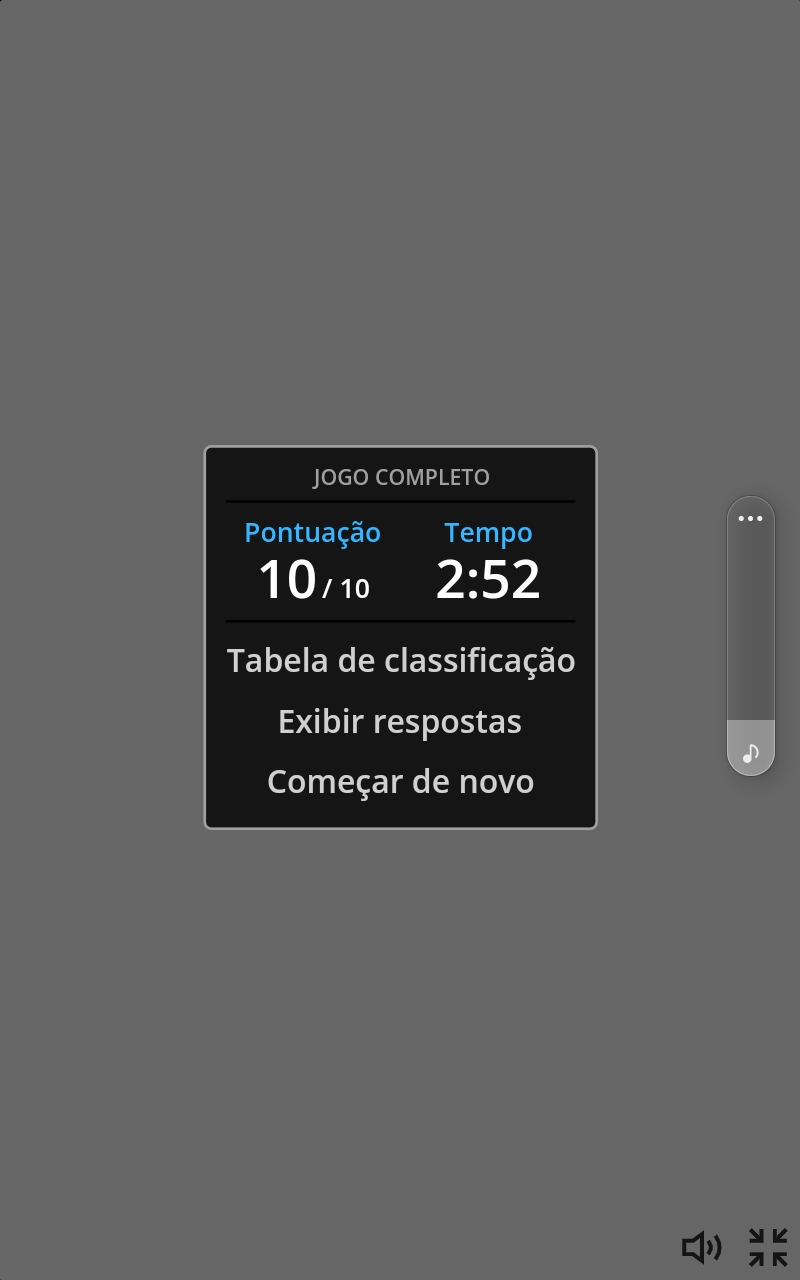 JOGO COMPLETO
Pontuação Tempo
10 / 10 2:52
Tabela de classificação
Exibir respostas
Começar de novo